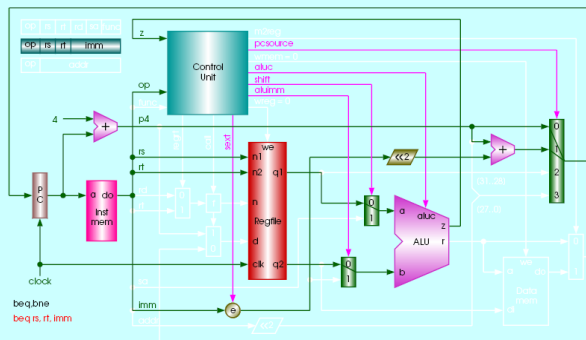 op rs rt imm
z
pcsource
Control Unit
aluc
shift
aluimm
op
4
p4
+
0
1
2
3
rs
rt
sext
we
n1
n2
q1
<<2
+
P C
a do
Inst mem
n
Regfile
d
clk
q2
0
1
a
aluc
z
ALU
r
b
0
1
clock
imm
e
beq,bne
beq rs, rt, imm